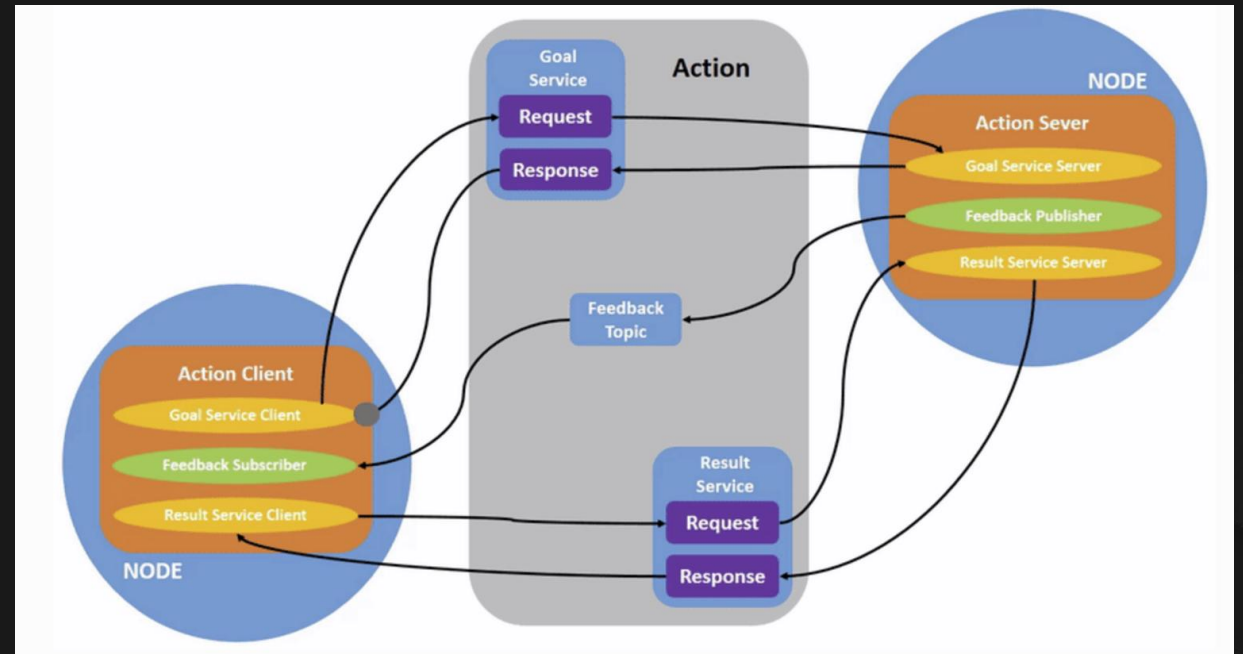 Goal
Service
Request
Response
Action
NODE
Action Sever
Goal Service Server
Feedback Publisher
Result Service Server
Feedback
Topic
Action Client
Goal Service Client
Feedback Subscriber
Result Service Client
NODE
Result
Service
Request
Response